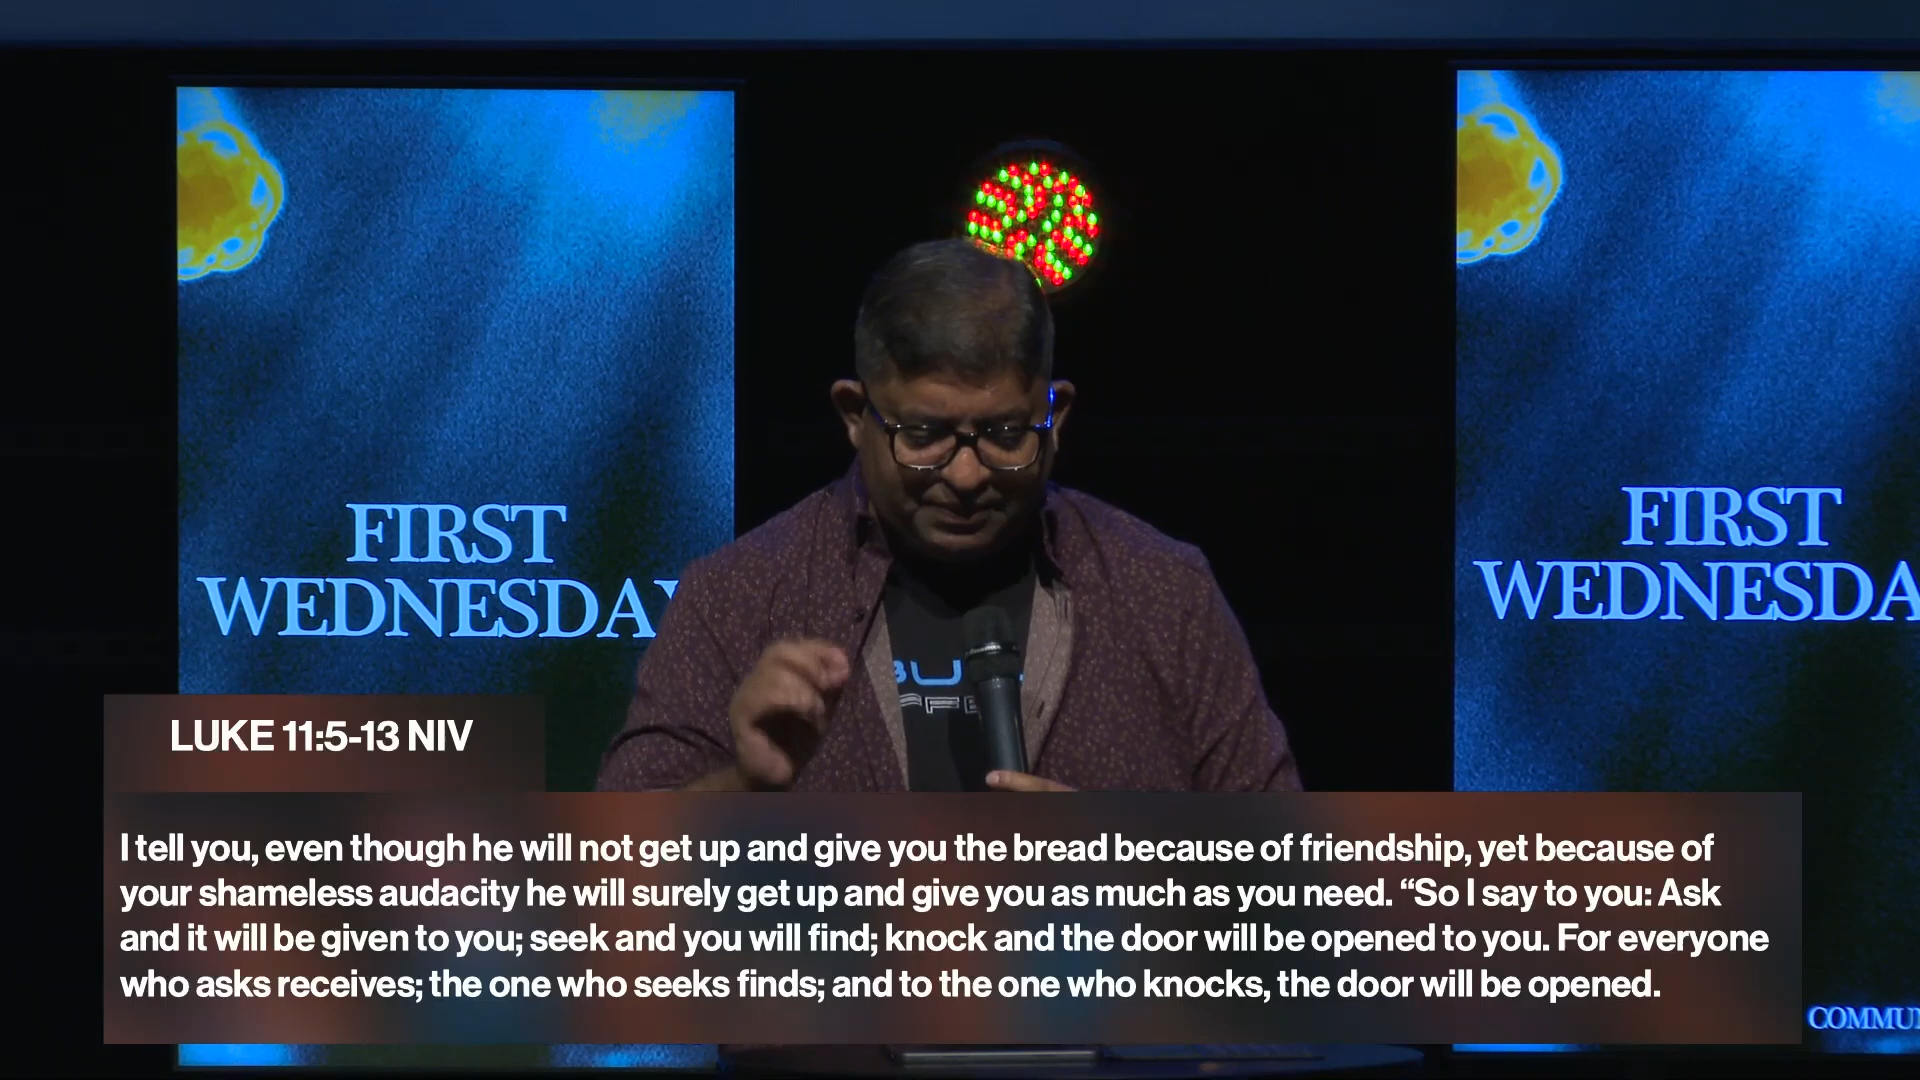 FIRST
WEDNESDAY
FIRST
WEDNESDA
LUKE 11:5-13 NIV
I tell you, even though he will not get up and give you the bread because of friendship, yet because of
your shameless audacity he will surely get up and give you as much as you need. “So I say to you: Ask
and it will be given to you; seek and you will find; knock and the door will be opened to you. For everyone
who asks receives; the one who seeks finds; and to the one who knocks, the door will be opened.